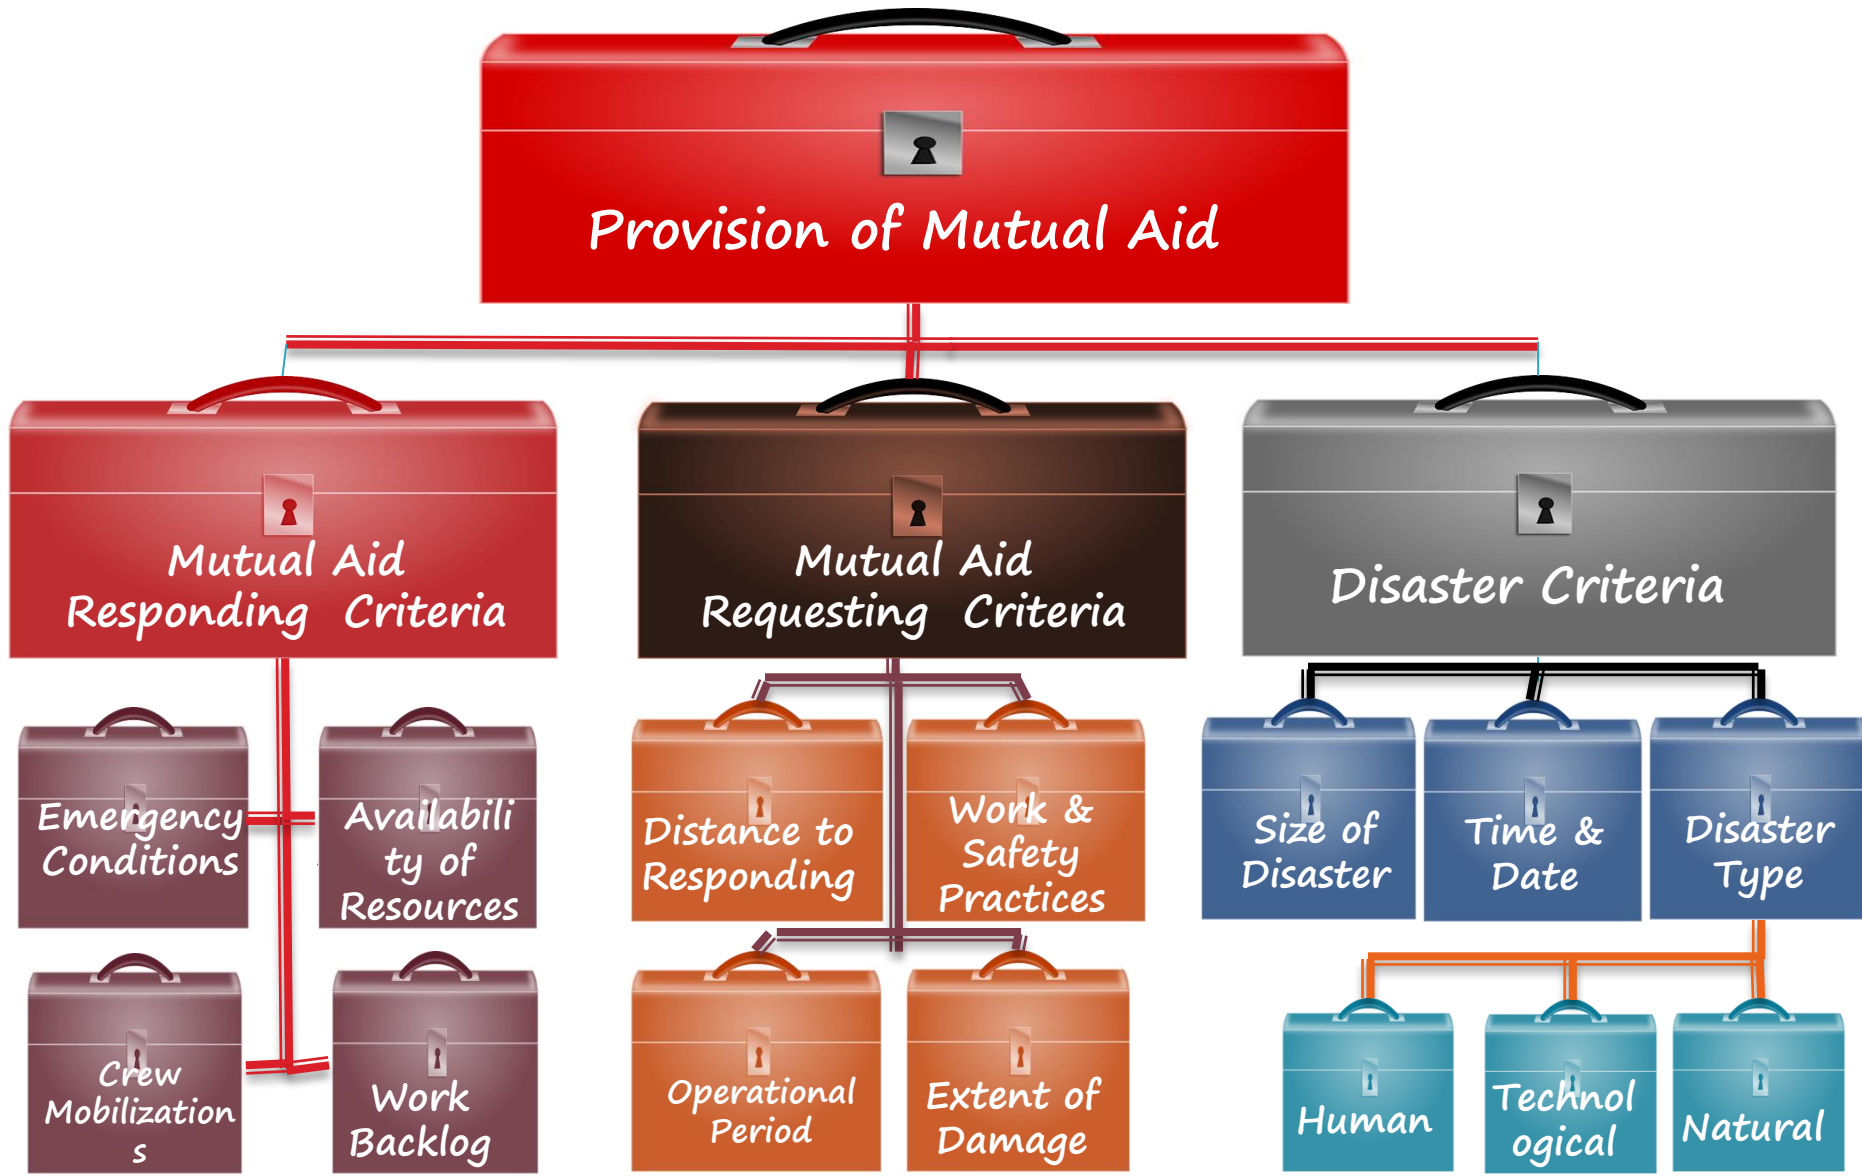 Provision of Mutual Aid
Mutual Aid
Responding Criteria
Mutual Aid
Requesting Criteria
Disaster Criteria
Emergency
Conditions
Availabili
ty of
Resources
Crew
Mobilization
s
Work
Backlog
Distance to
Responding
Work &
Safety
Practices
Operational
Period
Extent of
Damage
Size of
Disaster
Time &
Date
Disaster
Type
Human
Technol
ogical
Natural